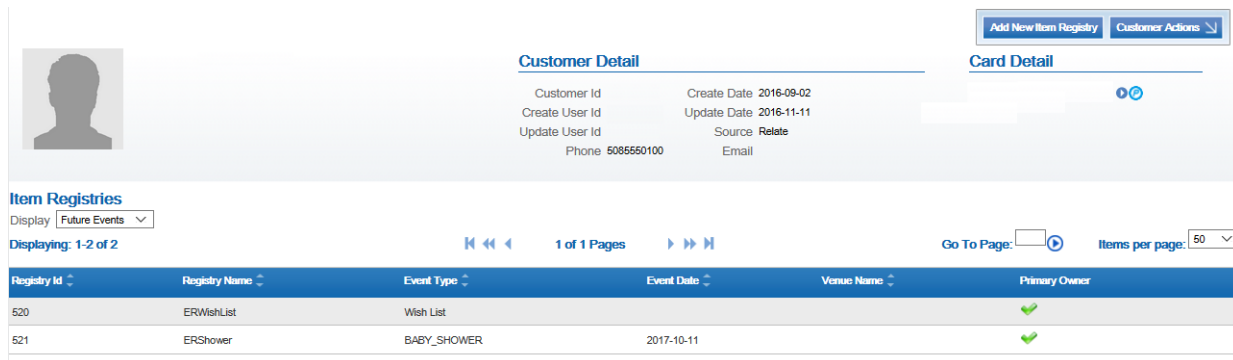 Add New Item Registry Customer Actions
Customer Detail Card Detail
Customer Id Create Date 2016-09-02
Create User Id Update Date 2016-11-11
Update User Id Source Relate
Phone 5085550100 Email
Item Registries
Display Future Events
Displaying: 1-2 of 2 1 of 1 Pages Go To Page: Items per page: 50
Registry Id Registry Name Event Type Event Date Venue Name Primary Owner
520 ERWishList Wish List
521 ERShower BABY_SHOWER 2017-10-11